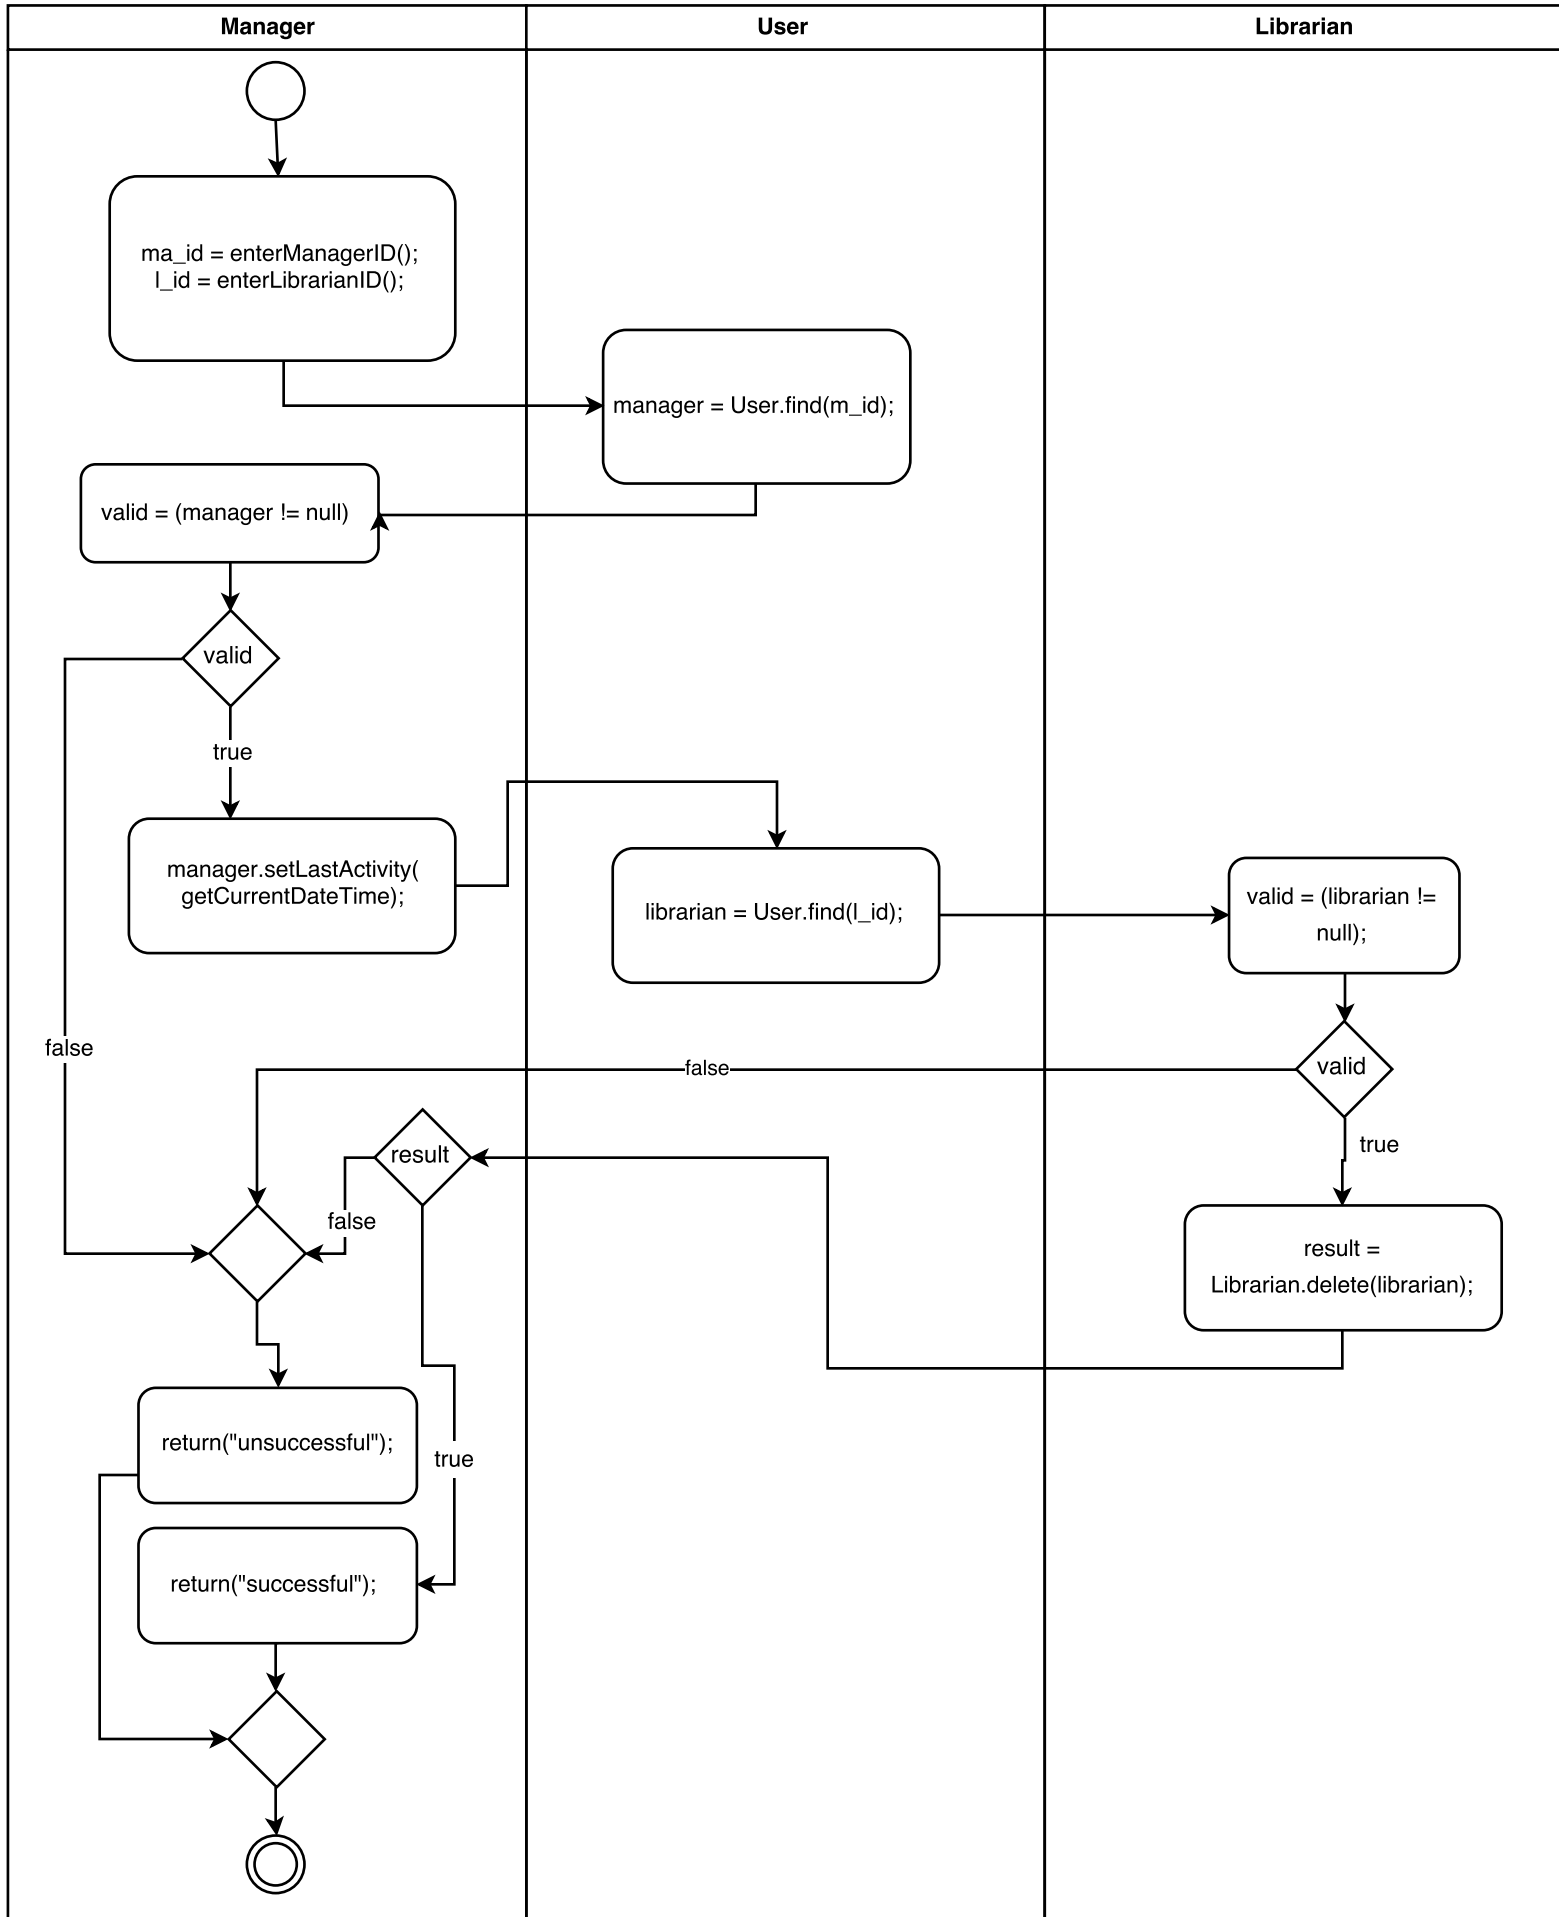 Manager
User
Librarian
ma_id = enterManagerID();
l_id = enterLibrarianID();
manager = User.find(m_id);
valid = (manager != null)
valid
true
manager.setLastActivity(
getCurrentDateTime);
librarian = User.find(l_id);
valid = (librarian !=
null);
false
false
valid
true
result
false
result =
Librarian.delete(librarian);
return("unsuccessful");
true
return("successful");